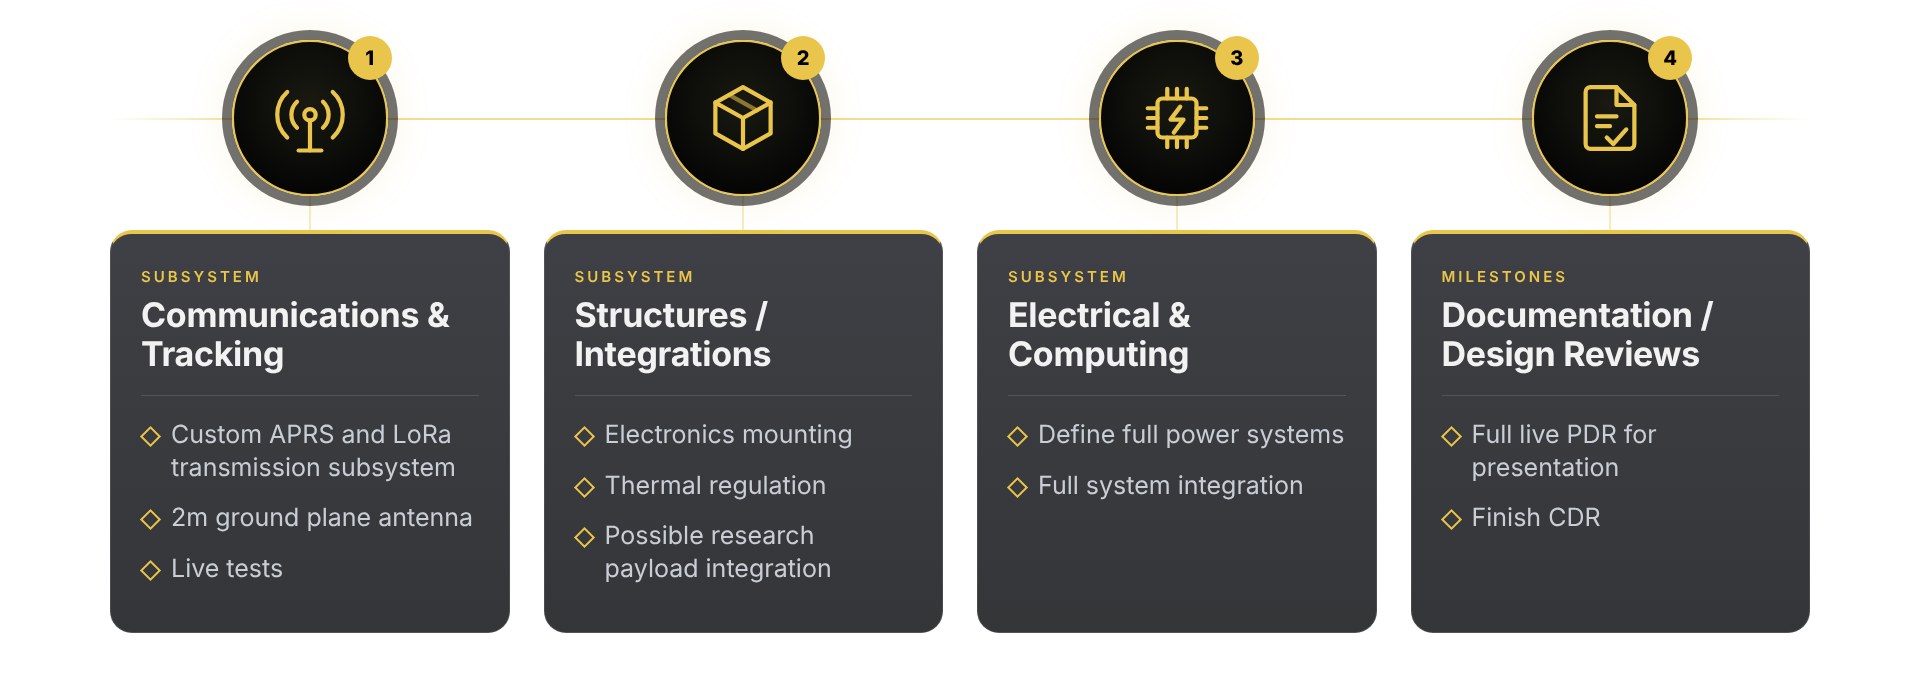 1
2
3
4
SUBSYSTEM
Communications &
Tracking
Custom APRS and LoRa
transmission subsystem
2m ground plane antenna
Live tests
SUBSYSTEM
Structures /
Integrations
Electronics mounting
Thermal regulation
Possible research
payload integration
SUBSYSTEM
Electrical &
Computing
Define full power systems
Full system integration
MILESTONES
Documentation /
Design Reviews
Full live PDR for
presentation
Finish CDR